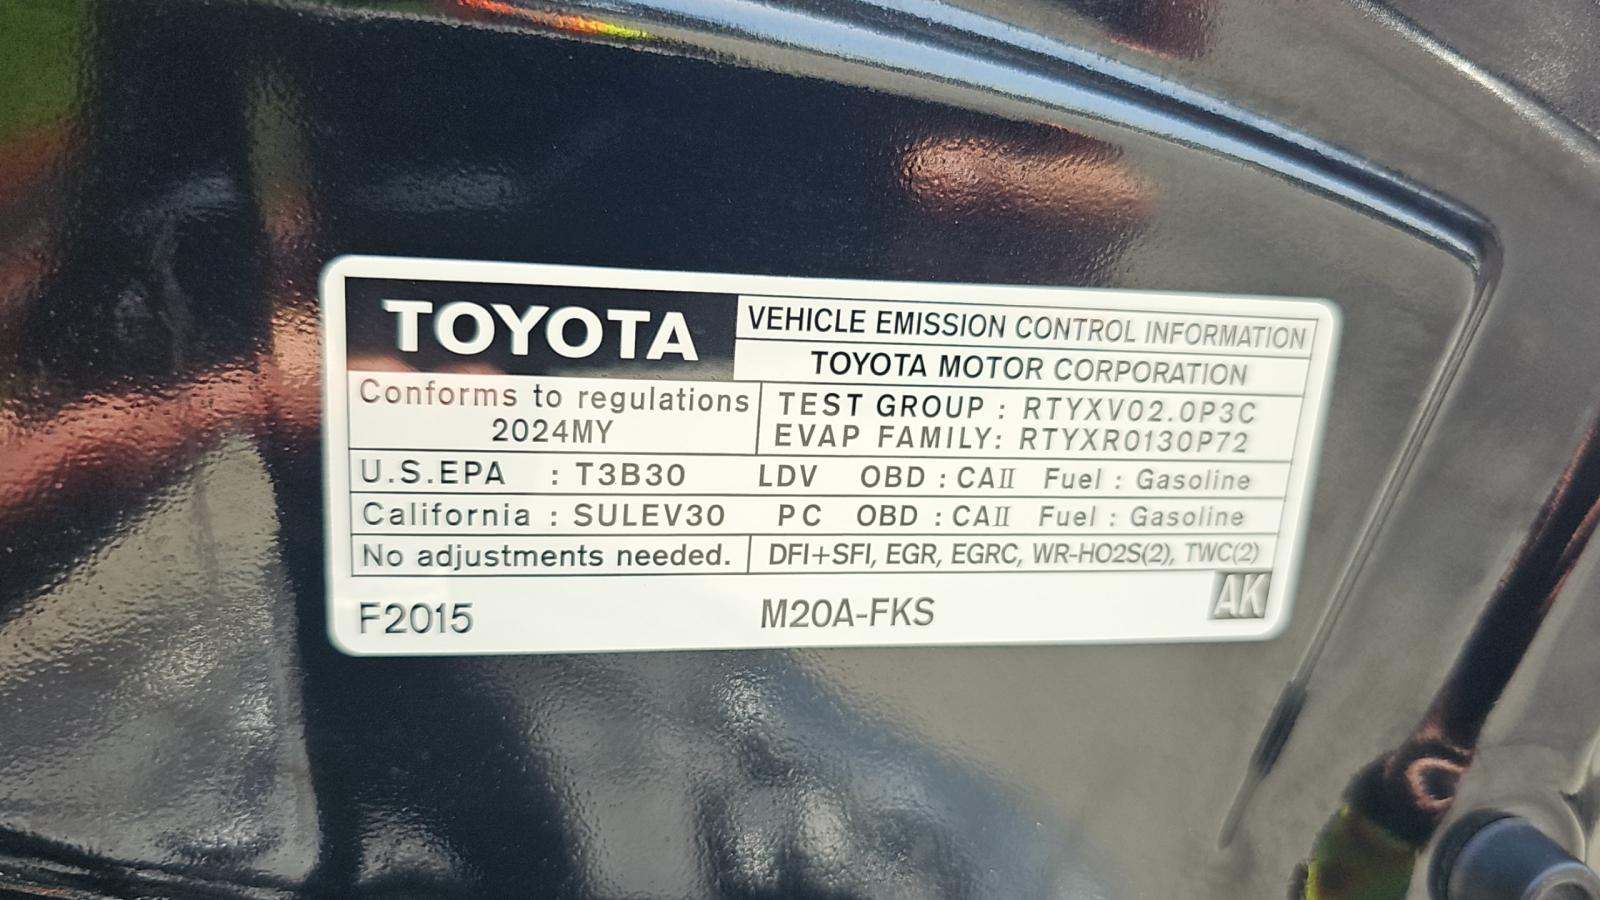 TOYOTA
VEHICLE EMISSION CONTROL INFORMATION
TOYOTA MOTOR CORPORATION
Conforms to regulations
2024MY
TEST GROUP : RTYXV02.0P3C
EVAP FAMILY: RTYXR0130P72
U.S.EPA : T3B30 LDV OBD : CAII Fuel : Gasoline
California : SULEV30 PC OBD : CAII Fuel : Gasoline
No adjustments needed. DFI+SFI, EGR, EGRC, WR-HO2S(2), TWC(2)
F2015 M20A-FKS AK